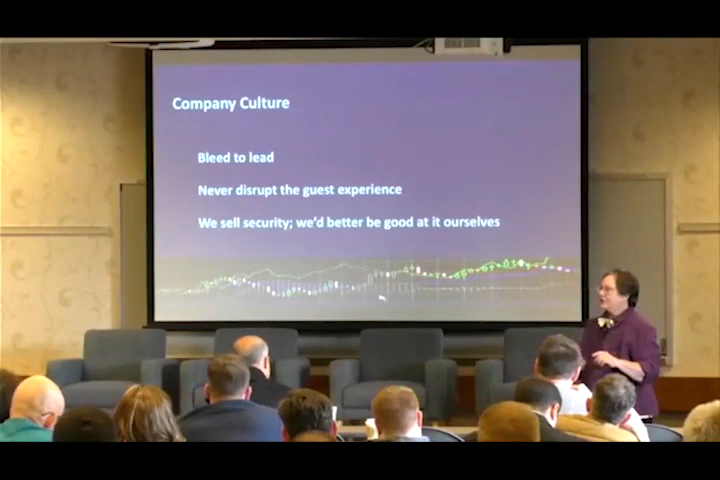 Company Culture
Bleed to lead
Never disrupt the guest experience
We sell security; we'd better be good at it ourselves